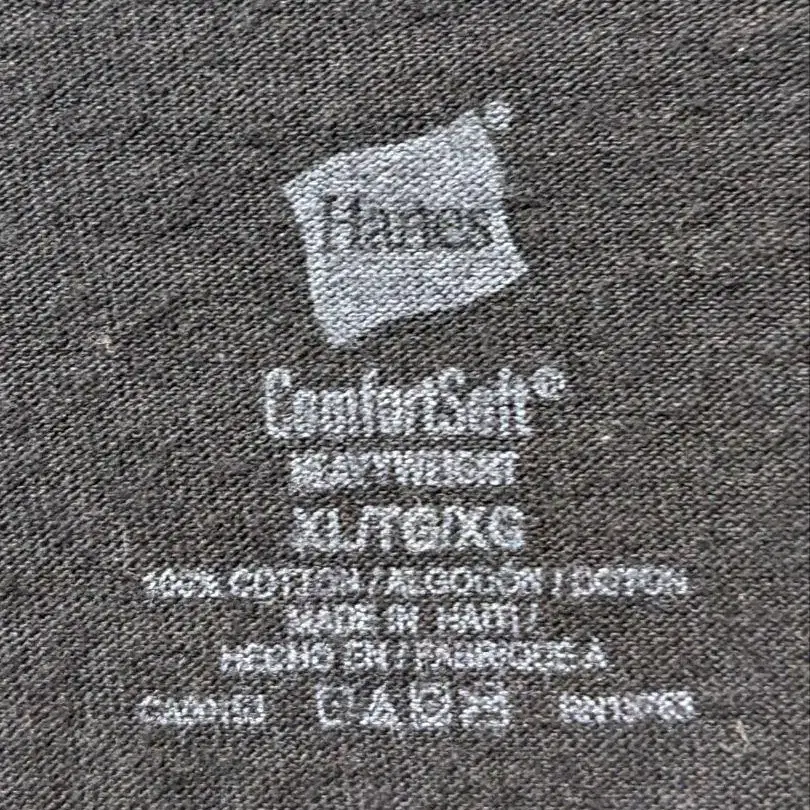 Hanes®
ComfortSoft®
HEAVYWEIGHT
XL/TG/XG
100% COTTON / ALGODÓN / COTON
MADE IN HAITI /
HECHO EN / FABRIQUÉ À